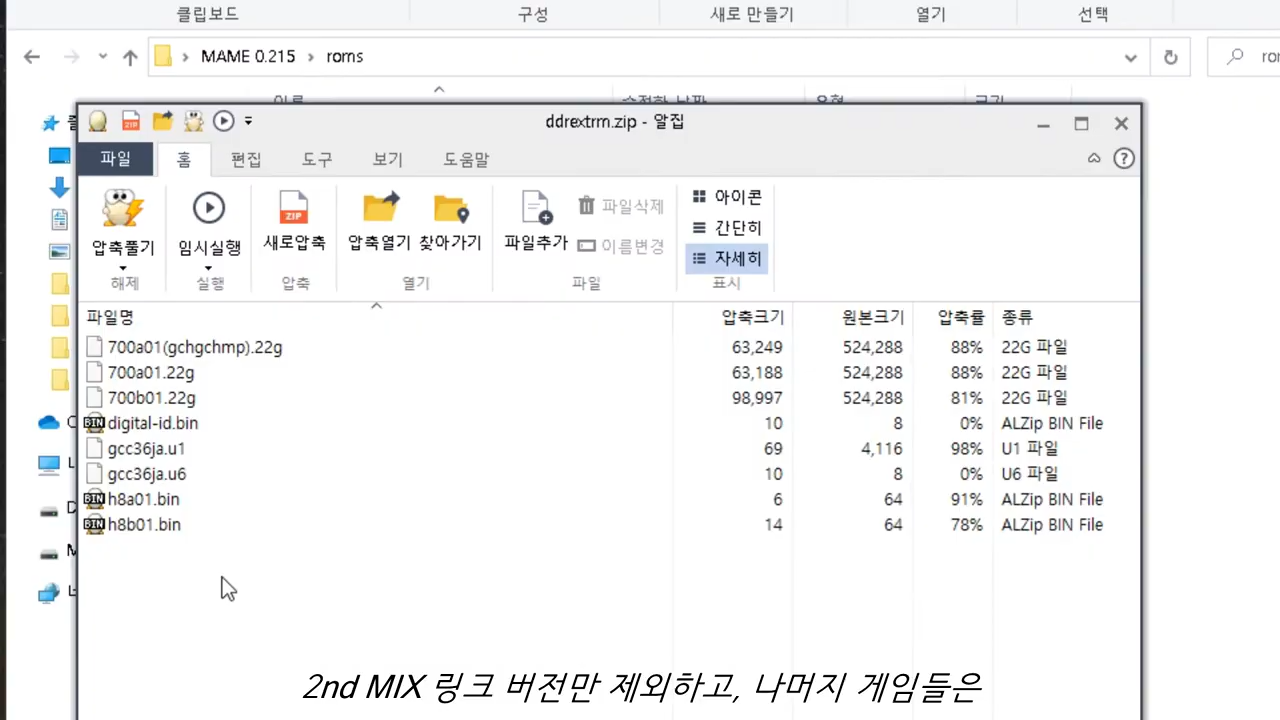 클립보드 구성 새로 만들기 열기 선택
MAME 0.215 › roms
ddrextrm.zip - 알집
파일 홈 편집 도구 보기 도움말
압축풀기 임시실행 새로압축 압축열기 찾아가기 파일추가 파일삭제 이름변경 아이콘 간단히 자세히
해제 실행 압축 열기 파일 표시
파일명 압축크기 원본크기 압축률 종류
700a01(gchgchmp).22g 63,249 524,288 88% 22G 파일
700a01.22g 63,188 524,288 88% 22G 파일
700b01.22g 98,997 524,288 81% 22G 파일
digital-id.bin 10 8 0% ALZip BIN File
gcc36ja.u1 69 4,116 98% U1 파일
gcc36ja.u6 10 8 0% U6 파일
h8a01.bin 6 64 91% ALZip BIN File
h8b01.bin 14 64 78% ALZip BIN File
2nd MIX 링크 버전만 제외하고, 나머지 게임들은